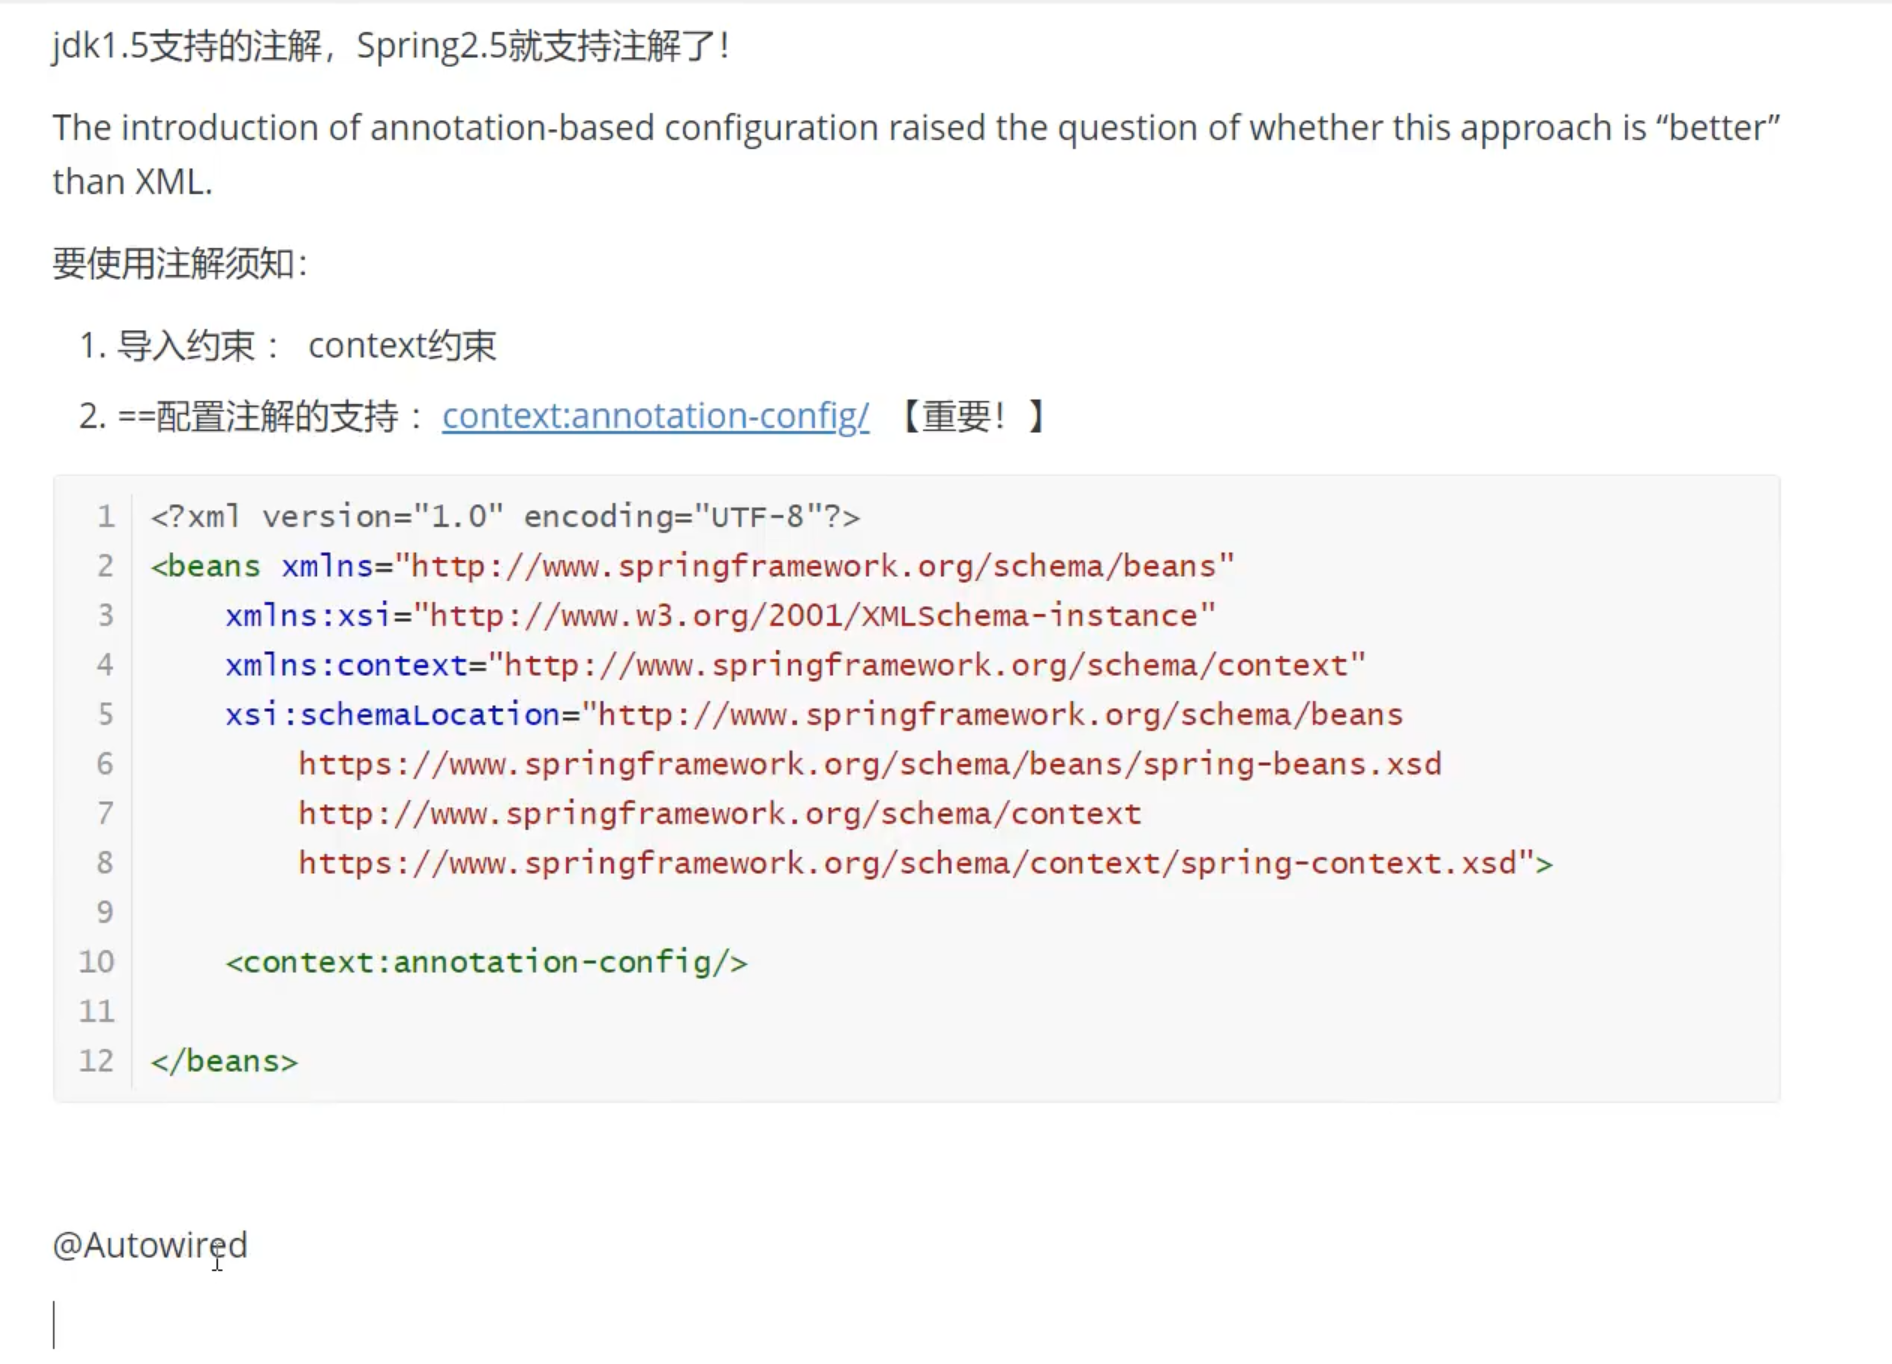 jdk1.5支持的注解，Spring2.5就支持注解了！
The introduction of annotation-based configuration raised the question of whether this approach is “better”
than XML.
要使用注解须知：
1. 导入约束 ： context约束
2. ==配置注解的支持 ： context:annotation-config/ 【重要！】
1 <?xml version="1.0" encoding="UTF-8"?>
2 <beans xmlns="http://www.springframework.org/schema/beans"
3     xmlns:xsi="http://www.w3.org/2001/XMLSchema-instance"
4     xmlns:context="http://www.springframework.org/schema/context"
5     xsi:schemaLocation="http://www.springframework.org/schema/beans
6         https://www.springframework.org/schema/beans/spring-beans.xsd
7         http://www.springframework.org/schema/context
8         https://www.springframework.org/schema/context/spring-context.xsd">
9
10     <context:annotation-config/>
11
12 </beans>
@Autowired